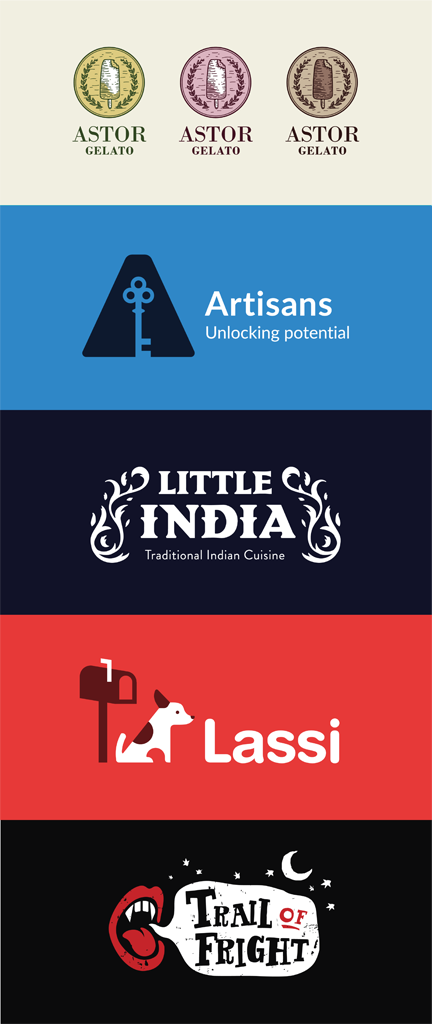 ASTOR
GELATO
ASTOR
GELATO
ASTOR
GELATO
Artisans
Unlocking potential
LITTLE
INDIA
Traditional Indian Cuisine
Lassi
TRAIL OF
FRIGHT!